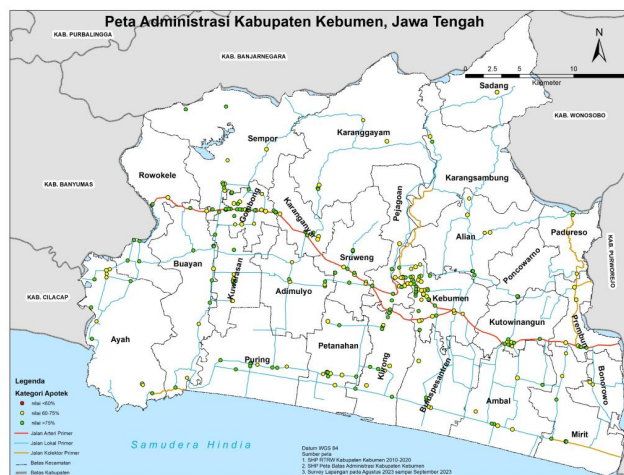 Peta Administrasi Kabupaten Kebumen, Jawa Tengah
KAB. PURBALINGGA
KAB. BANJARNEGARA
N
0 2.5 5 10
Kilometer
Sadang
KAB. WONOSOBO
Karanggayam
Sempor
Rowokele
Karangsambung
KAB. BANYUMAS
Gombong
Karanganyar
Pejagoan
Alian
Padureso
KAB. PURWOREJO
Buayan
Kuwarasan
Sruweng
Poncowarno
Adimulyo
Kebumen
KAB. CILACAP
Kutowinangun
Prembun
Ayah
Petanahan
Puring
Klirong
Buluspesantren
Bonorowo
Ambal
Mirit
Legenda
Kategori Apotek
nilai <60%
nilai 60-75%
nilai >75%
Jalan Arteri Primer
Jalan Lokal Primer
Jalan Kolektor Primer
Batas Kecamatan
Batas Kabupaten
Samudera Hindia
Datum WGS 84
Sumber peta:
1. SHP RTRW Kabupaten Kebumen 2010-2020
2. SHP Peta Batas Administrasi Kabupaten Kebumen
3. Survey Lapangan pada Agustus 2023 sampai September 2023